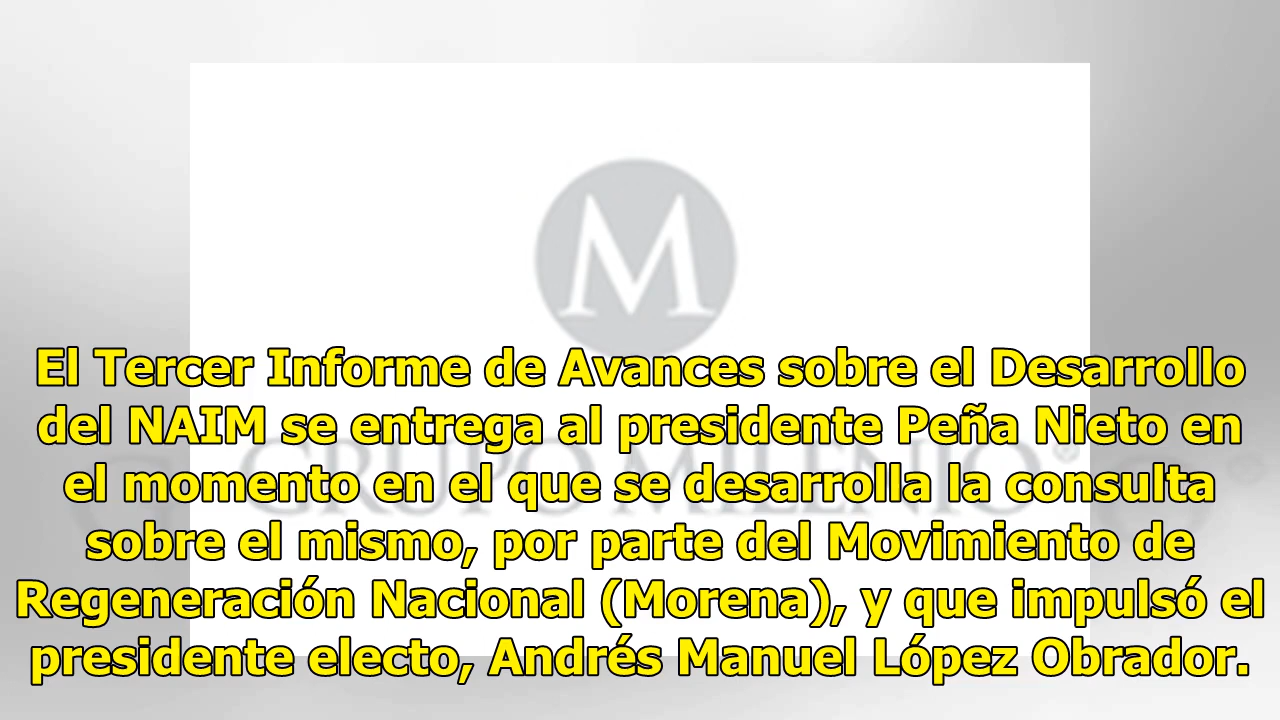 M
GRUPO MILENIO®
El Tercer Informe de Avances sobre el Desarrollo
del NAIM se entrega al presidente Peña Nieto en
el momento en el que se desarrolla la consulta
sobre el mismo, por parte del Movimiento de
Regeneración Nacional (Morena), y que impulsó el
presidente electo, Andrés Manuel López Obrador.